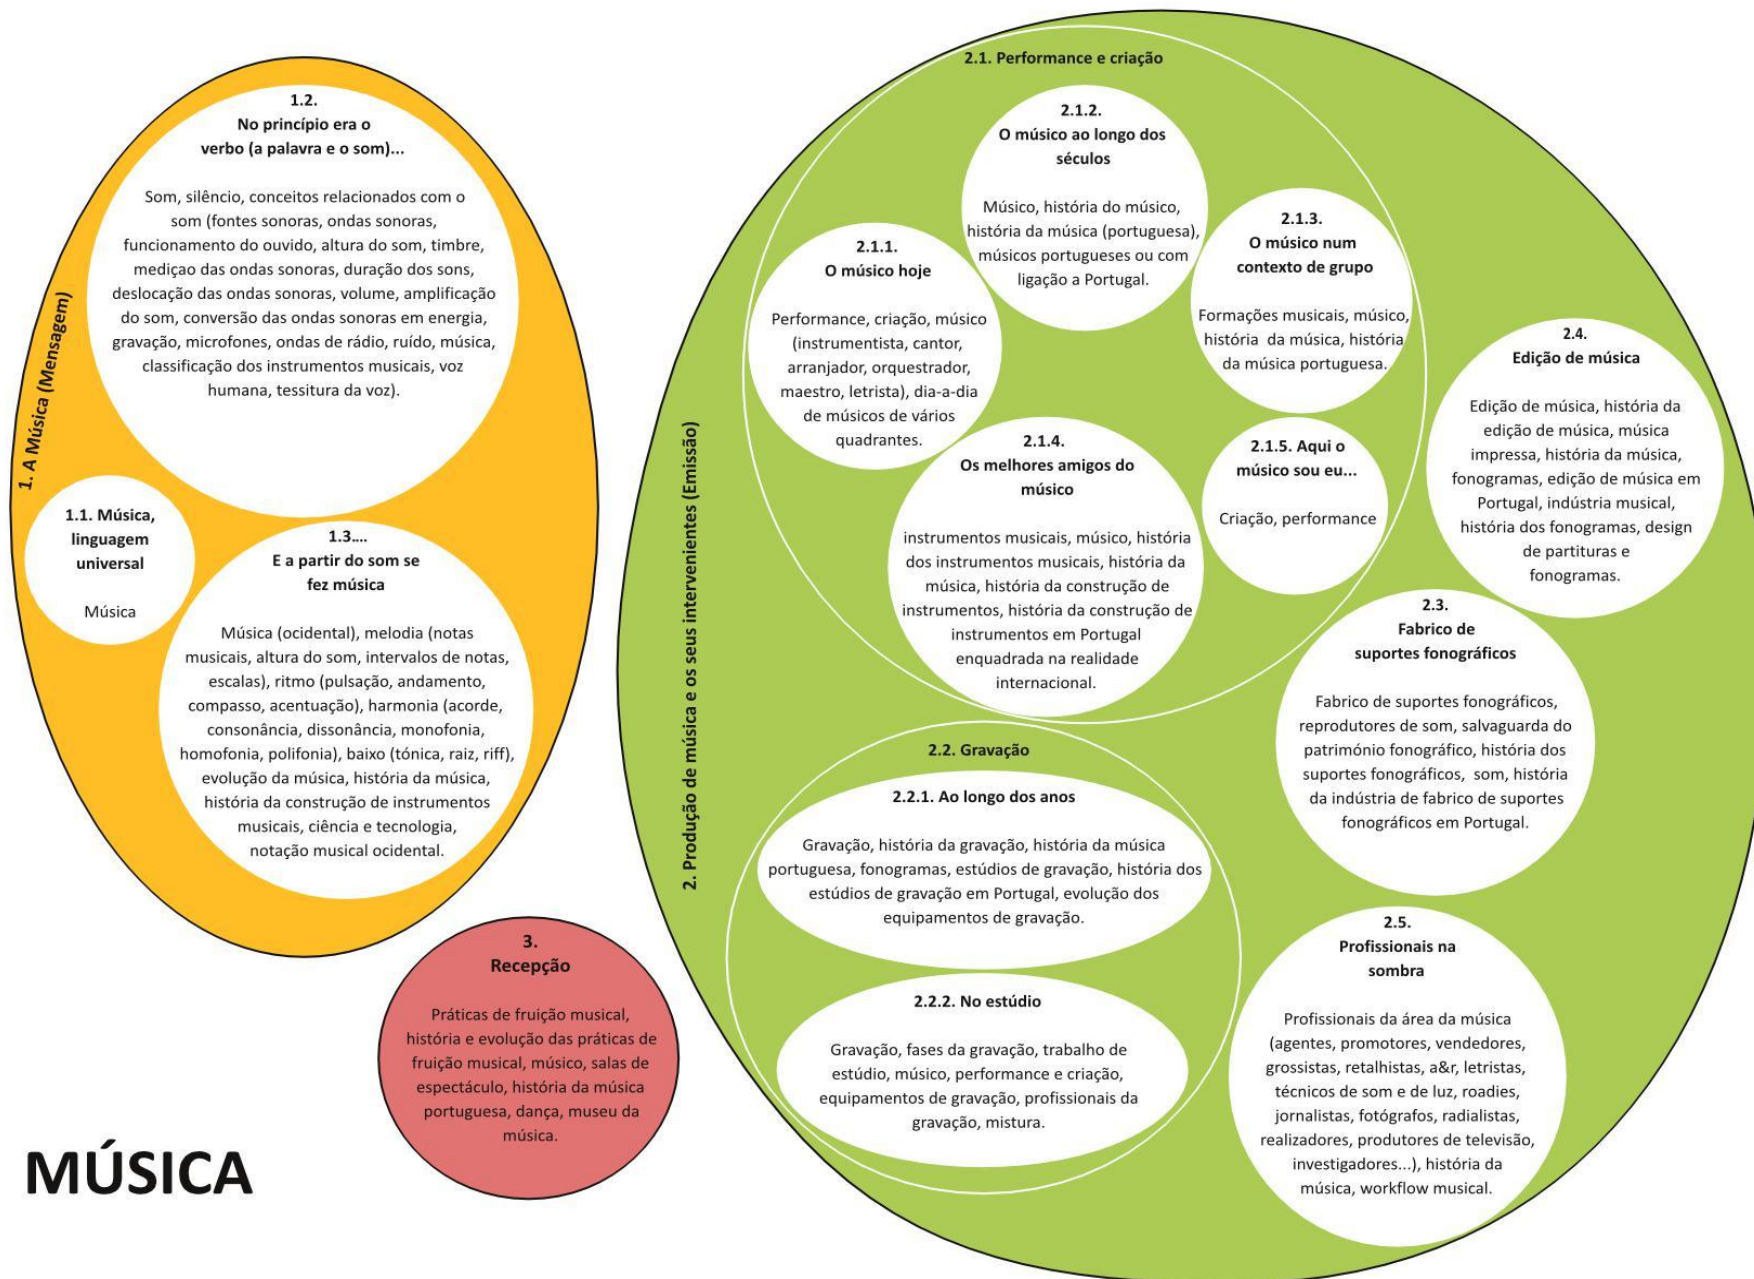 1. A Música (Mensagem)
1.2.
No princípio era o
verbo (a palavra e o som)...
Som, silêncio, conceitos relacionados com o
som (fontes sonoras, ondas sonoras,
funcionamento do ouvido, altura do som, timbre,
mediçao das ondas sonoras, duração dos sons,
deslocação das ondas sonoras, volume, amplificação
do som, conversão das ondas sonoras em energia,
gravação, microfones, ondas de rádio, ruído, música,
classificação dos instrumentos musicais, voz
humana, tessitura da voz).
1.1. Música,
linguagem
universal
Música
1.3....
E a partir do som se
fez música
Música (ocidental), melodia (notas
musicais, altura do som, intervalos de notas,
escalas), ritmo (pulsação, andamento,
compasso, acentuação), harmonia (acorde,
consonância, dissonância, monofonia,
homofonia, polifonia), baixo (tónica, raiz, riff),
evolução da música, história da música,
história da construção de instrumentos
musicais, ciência e tecnologia,
notação musical ocidental.
2. Produção de música e os seus intervenientes (Emissão)
2.1. Performance e criação
2.1.1.
O músico hoje
Performance, criação, músico
(instrumentista, cantor,
arranjador, orquestrador,
maestro, letrista), dia-a-dia
de músicos de vários
quadrantes.
2.1.2.
O músico ao longo dos
séculos
Músico, história do músico,
história da música (portuguesa),
músicos portugueses ou com
ligação a Portugal.
2.1.3.
O músico num
contexto de grupo
Formações musicais, músico,
história da música, história
da música portuguesa.
2.1.4.
Os melhores amigos do
músico
instrumentos musicais, músico, história
dos instrumentos musicais, história da
música, história da construção de
instrumentos, história da construção de
instrumentos em Portugal
enquadrada na realidade
internacional.
2.1.5. Aqui o
músico sou eu...
Criação, performance
2.2. Gravação
2.2.1. Ao longo dos anos
Gravação, história da gravação, história da música
portuguesa, fonogramas, estúdios de gravação, história dos
estúdios de gravação em Portugal, evolução dos
equipamentos de gravação.
2.2.2. No estúdio
Gravação, fases da gravação, trabalho de
estúdio, músico, performance e criação,
equipamentos de gravação, profissionais da
gravação, mistura.
2.4.
Edição de música
Edição de música, história da
edição de música, música
impressa, história da música,
fonogramas, edição de música em
Portugal, indústria musical,
história dos fonogramas, design
de partituras e
fonogramas.
2.3.
Fabrico de
suportes fonográficos
Fabrico de suportes fonográficos,
reprodutores de som, salvaguarda do
património fonográfico, história dos
suportes fonográficos, som, história
da indústria de fabrico de suportes
fonográficos em Portugal.
2.5.
Profissionais na
sombra
Profissionais da área da música
(agentes, promotores, vendedores,
grossistas, retalhistas, a&r, letristas,
técnicos de som e de luz, roadies,
jornalistas, fotógrafos, radialistas,
realizadores, produtores de televisão,
investigadores...), história da
música, workflow musical.
3.
Recepção
Práticas de fruição musical,
história e evolução das práticas de
fruição musical, músico, salas de
espectáculo, história da música
portuguesa, dança, museu da
música.
MÚSICA